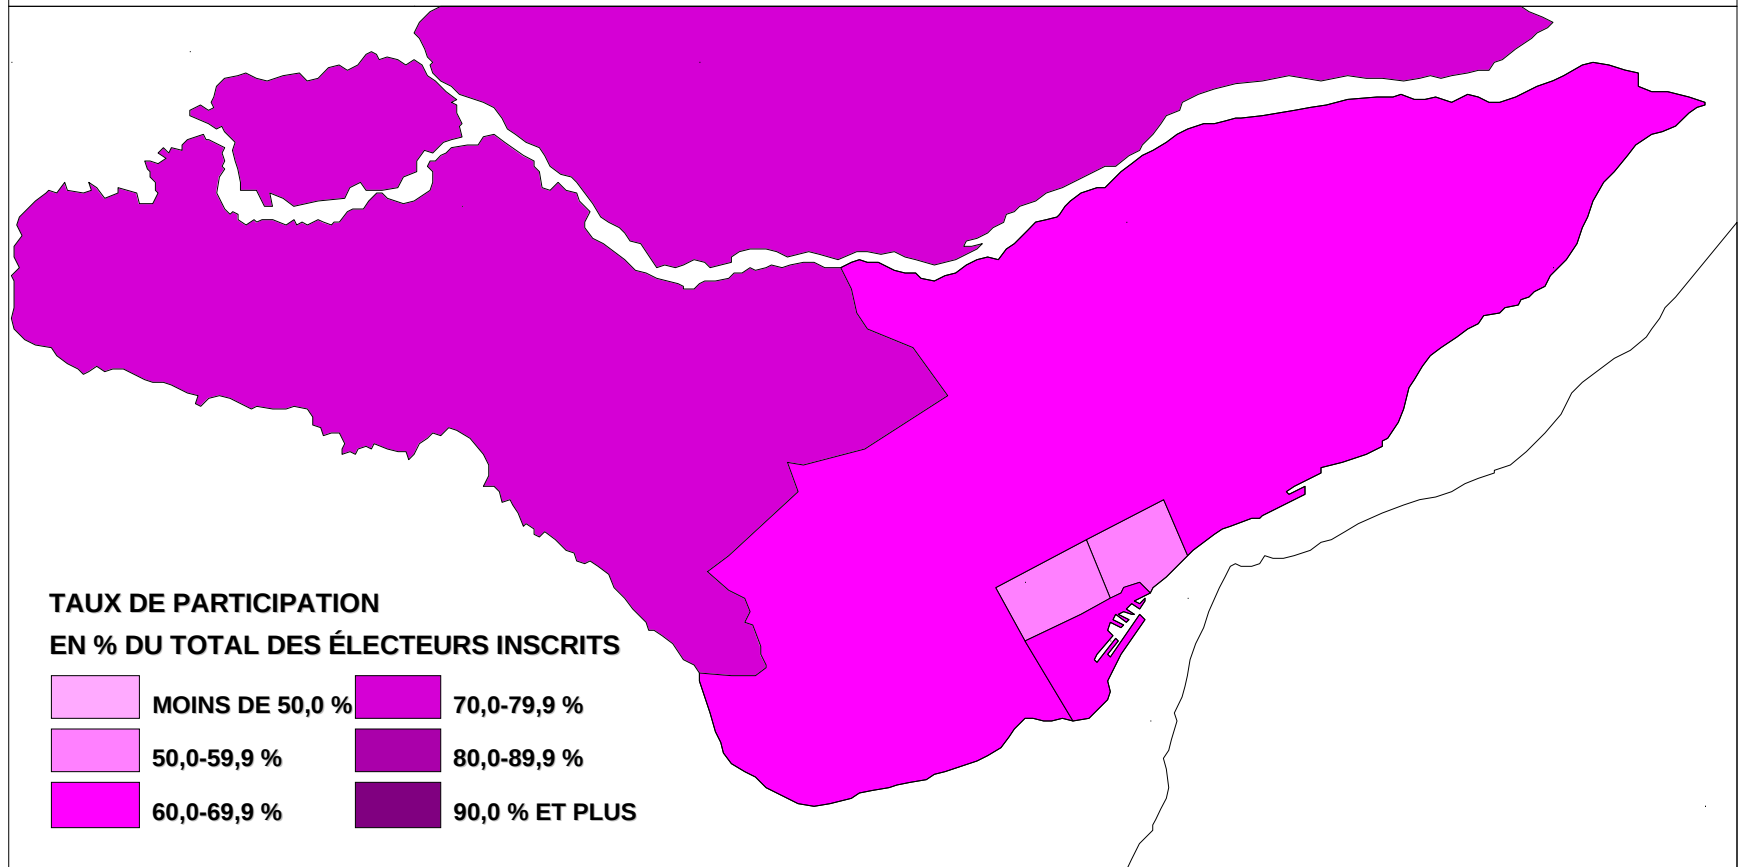 TAUX DE PARTICIPATION
EN % DU TOTAL DES ÉLECTEURS INSCRITS
MOINS DE 50,0 %
50,0-59,9 %
60,0-69,9 %
70,0-79,9 %
80,0-89,9 %
90,0 % ET PLUS